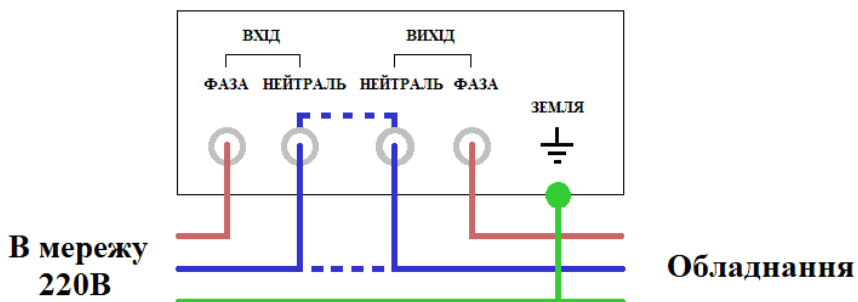 ВХІД ВИХІД
ФАЗА НЕЙТРАЛЬ НЕЙТРАЛЬ ФАЗА
ЗЕМЛЯ
В мережу
220В
Обладнання